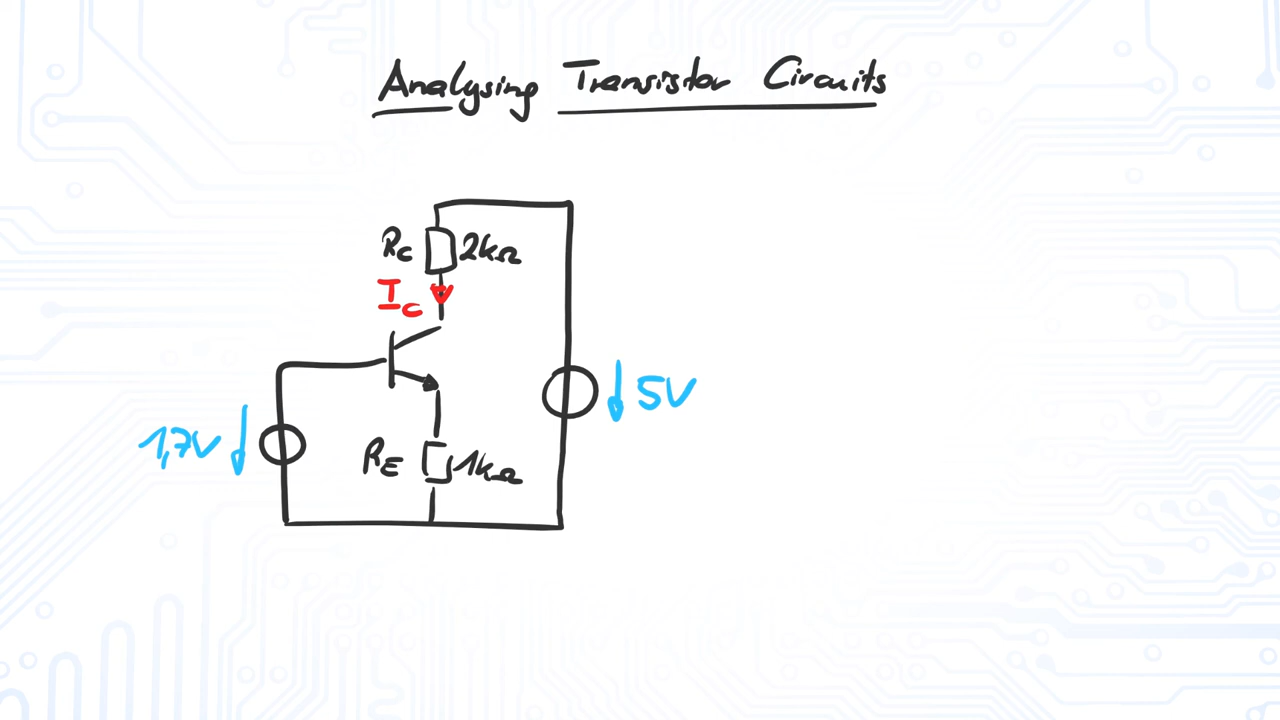 Analysing Transistor Circuits
RC 2kΩ
IC
5V
1,7V
RE 1kΩ